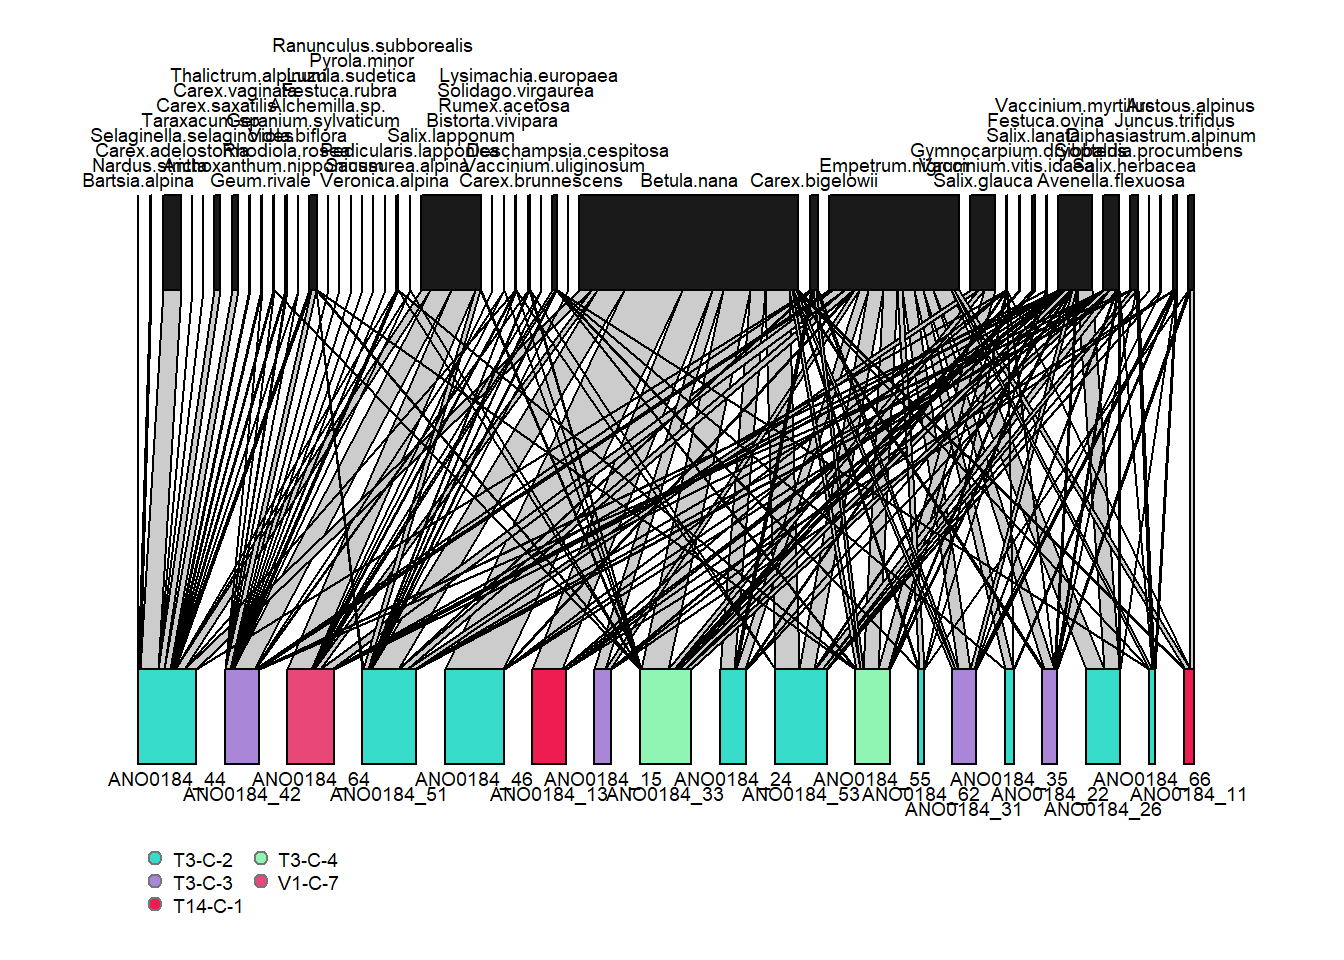 Ranunculus.subborealis
Pyrola.minor
Thalictrum.alpinum Luzula.sudetica Lysimachia.europaea
Carex.vaginata Festuca.rubra Solidago.virgaurea
Carex.saxatilis Alchemilla.sp. Rumex.acetosa Vaccinium.myrtillus Arctous.alpinus
Taraxacum.sp. Geranium.sylvaticum Bistorta.vivipara Festuca.ovina Juncus.trifidus
Selaginella.selaginoides Viola.biflora Salix.lapponum Salix.lanata Diphasiastrum.alpinum
Carex.adelostoma Rhodiola.rosea Pedicularis.lapponica Deschampsia.cespitosa Gymnocarpium.dryopteris Sibbaldia.procumbens
Nardus.stricta Anthoxanthum.nipponicum Saussurea.alpina Vaccinium.uliginosum Empetrum.nigrum Vaccinium.vitis.idaea Salix.herbacea
Bartsia.alpina Geum.rivale Veronica.alpina Carex.brunnescens Betula.nana Carex.bigelowii Salix.glauca Avenella.flexuosa
ANO0184_44 ANO0184_64 ANO0184_46 ANO0184_15 ANO0184_24 ANO0184_55 ANO0184_35 ANO0184_66
ANO0184_42 ANO0184_51 ANO0184_13 ANO0184_33 ANO0184_53 ANO0184_62 ANO0184_22 ANO0184_11
ANO0184_31 ANO0184_26
T3-C-2 T3-C-4
T3-C-3 V1-C-7
T14-C-1